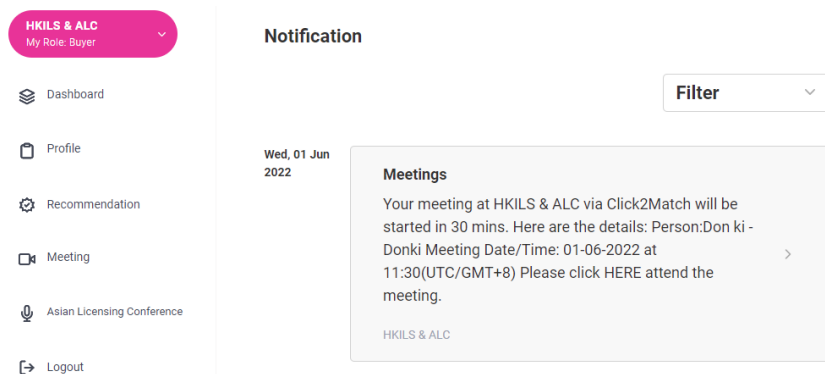 HKILS & ALC
My Role: Buyer
Dashboard
Profile
Recommendation
Meeting
Asian Licensing Conference
Logout
Notification
Filter
Wed, 01 Jun
2022
Meetings
Your meeting at HKILS & ALC via Click2Match will be
started in 30 mins. Here are the details: Person:Don ki -
Donki Meeting Date/Time: 01-06-2022 at
11:30(UTC/GMT+8) Please click HERE attend the
meeting.
HKILS & ALC